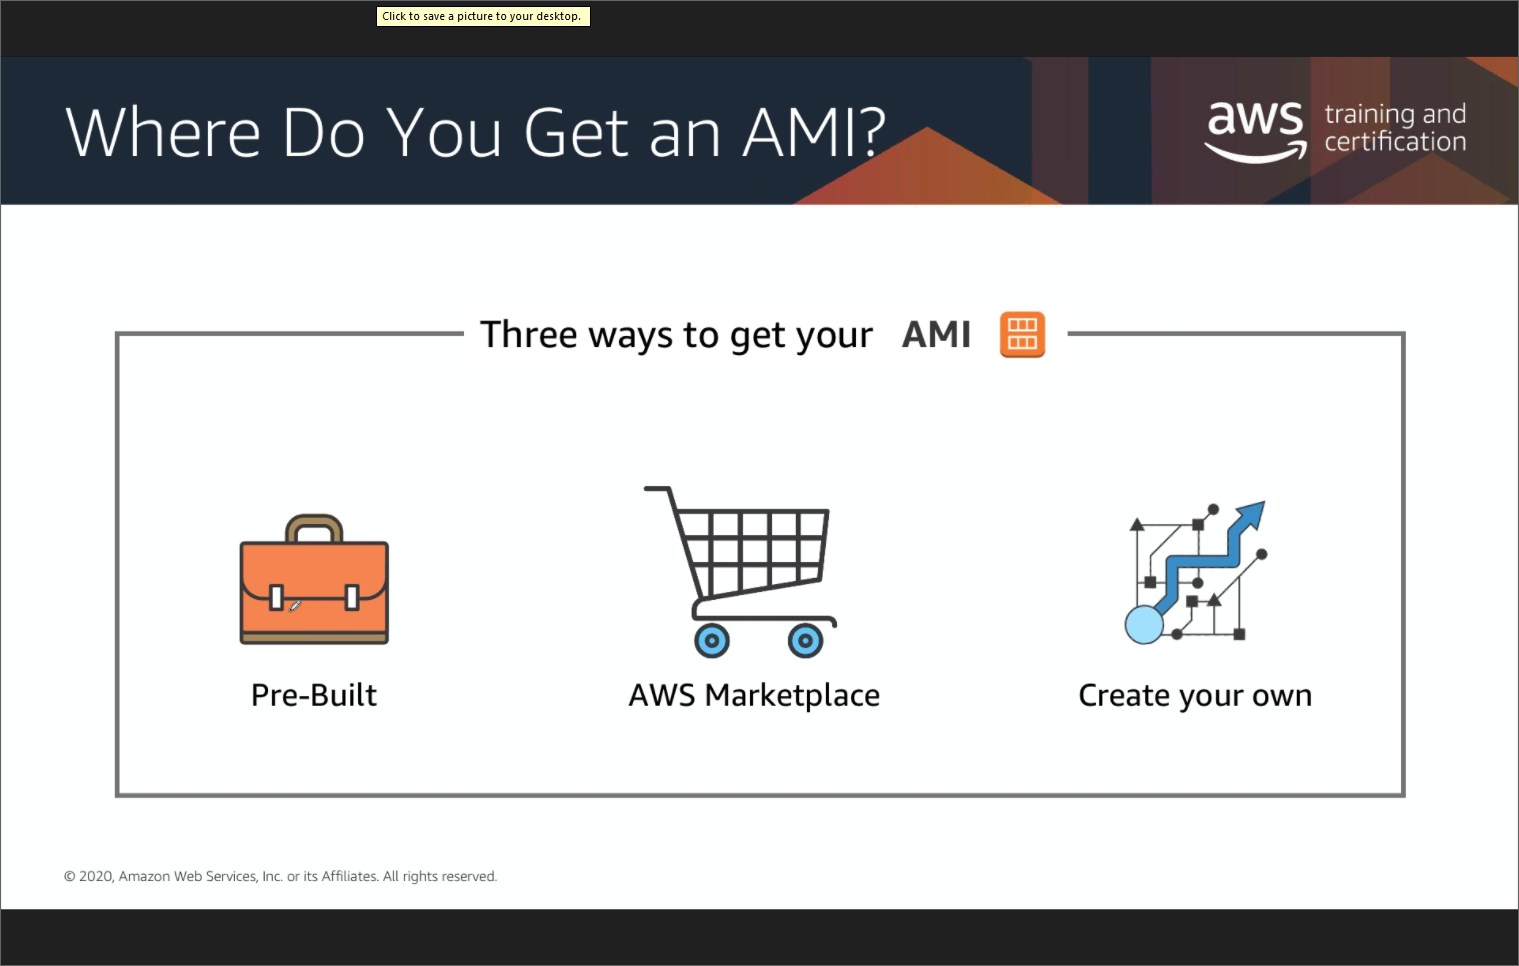 Click to save a picture to your desktop.
Where Do You Get an AMI?
aws training and
certification
Three ways to get your AMI
Pre-Built
AWS Marketplace
Create your own
© 2020, Amazon Web Services, Inc. or its Affiliates. All rights reserved.